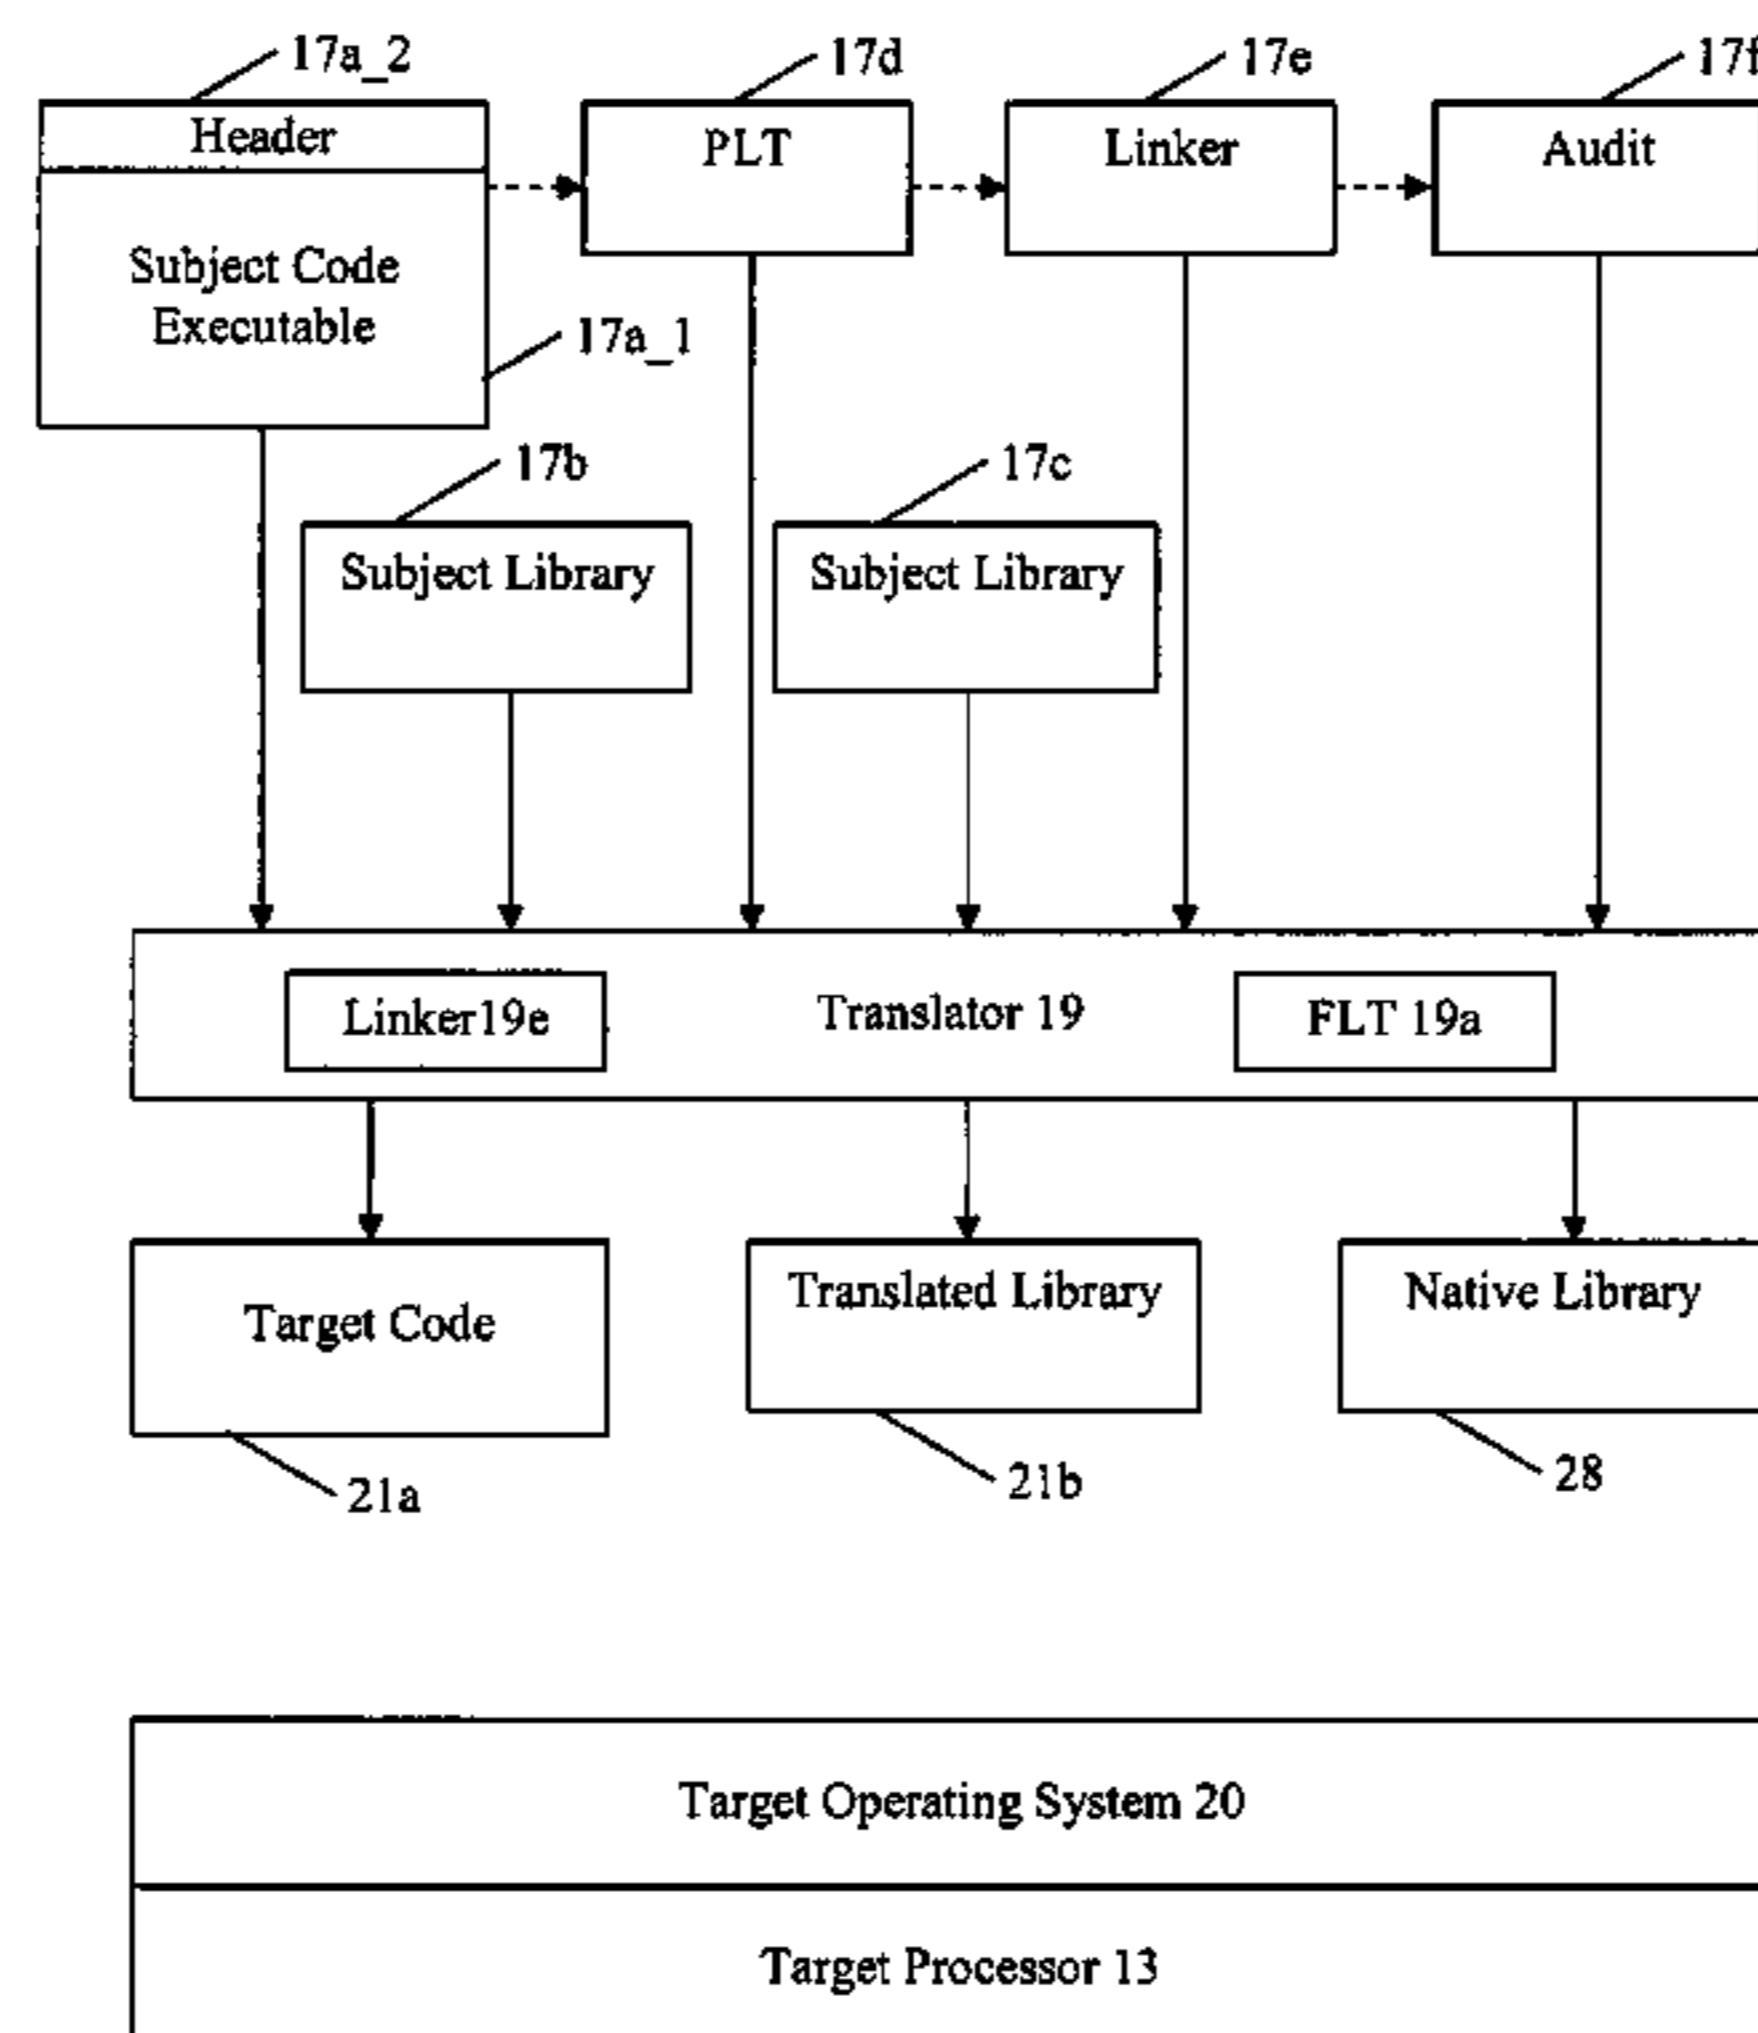 17a_2
17d
17e
17f
Header
PLT
Linker
Audit
Subject Code
Executable
17a_1
17b
17c
Subject Library
Subject Library
Linker19e
Translator 19
FLT 19a
Target Code
Translated Library
Native Library
21a
21b
28
Target Operating System 20
Target Processor 13